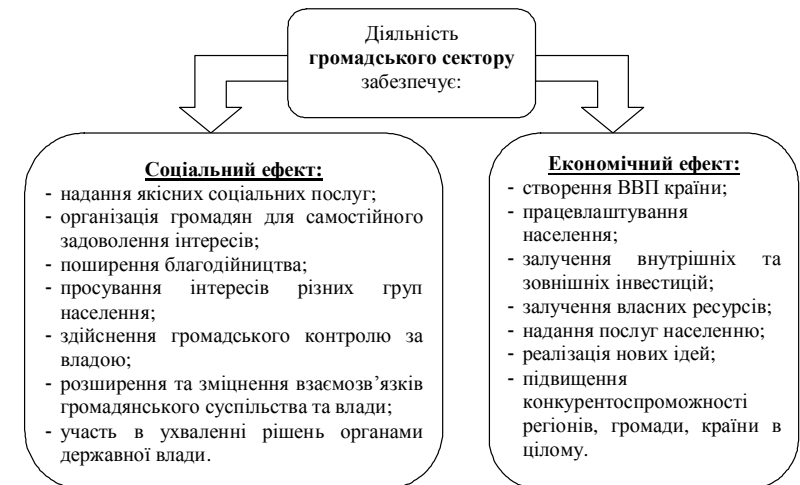 Діяльність
громадського сектору
забезпечує:
Соціальний ефект:
- надання якісних соціальних послуг;
- організація громадян для самостійного
задоволення інтересів;
- поширення благодійництва;
- просування інтересів різних груп
населення;
- здійснення громадського контролю за
владою;
- розширення та зміцнення взаємозв’язків
громадянського суспільства та влади;
- участь в ухваленні рішень органами
державної влади.
Економічний ефект:
- створення ВВП країни;
- працевлаштування
населення;
- залучення внутрішніх та
зовнішніх інвестицій;
- залучення власних ресурсів;
- надання послуг населенню;
- реалізація нових ідей;
- підвищення
конкурентоспроможності
регіонів, громади, країни в
цілому.